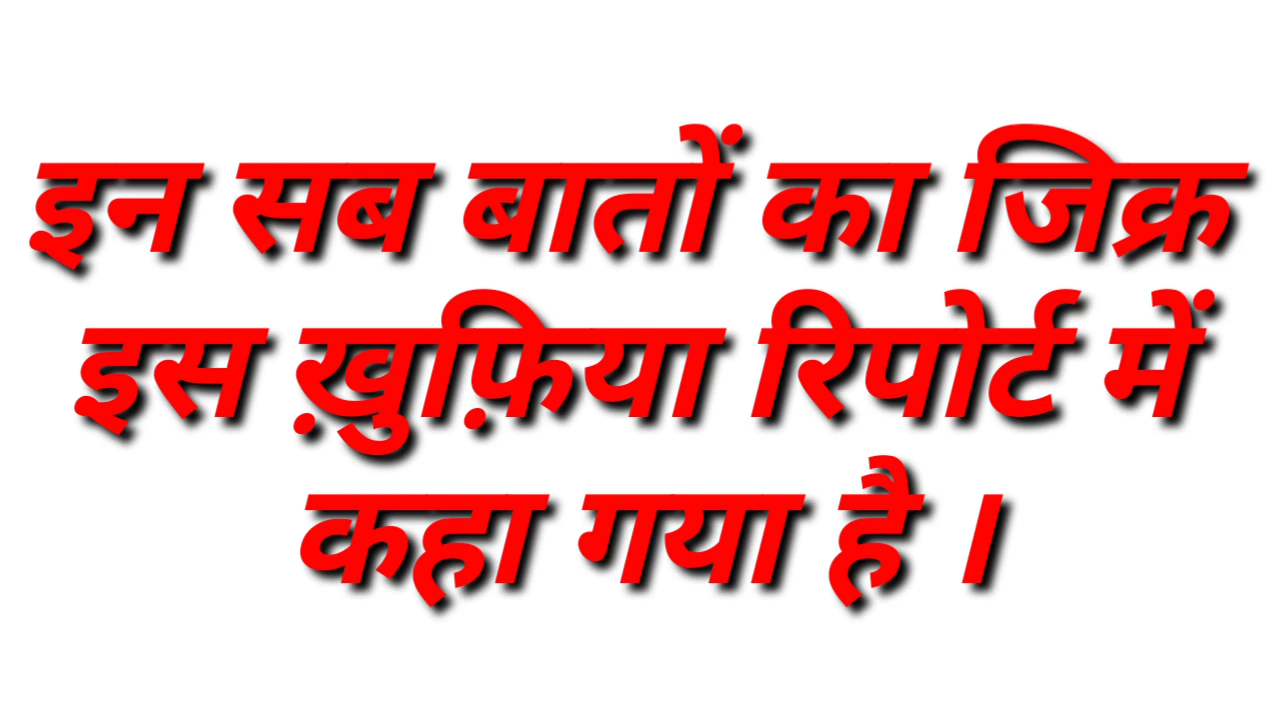 इन सब बातों का जिक्र
इस ख़ुफ़िया रिपोर्ट में
कहा गया है ।